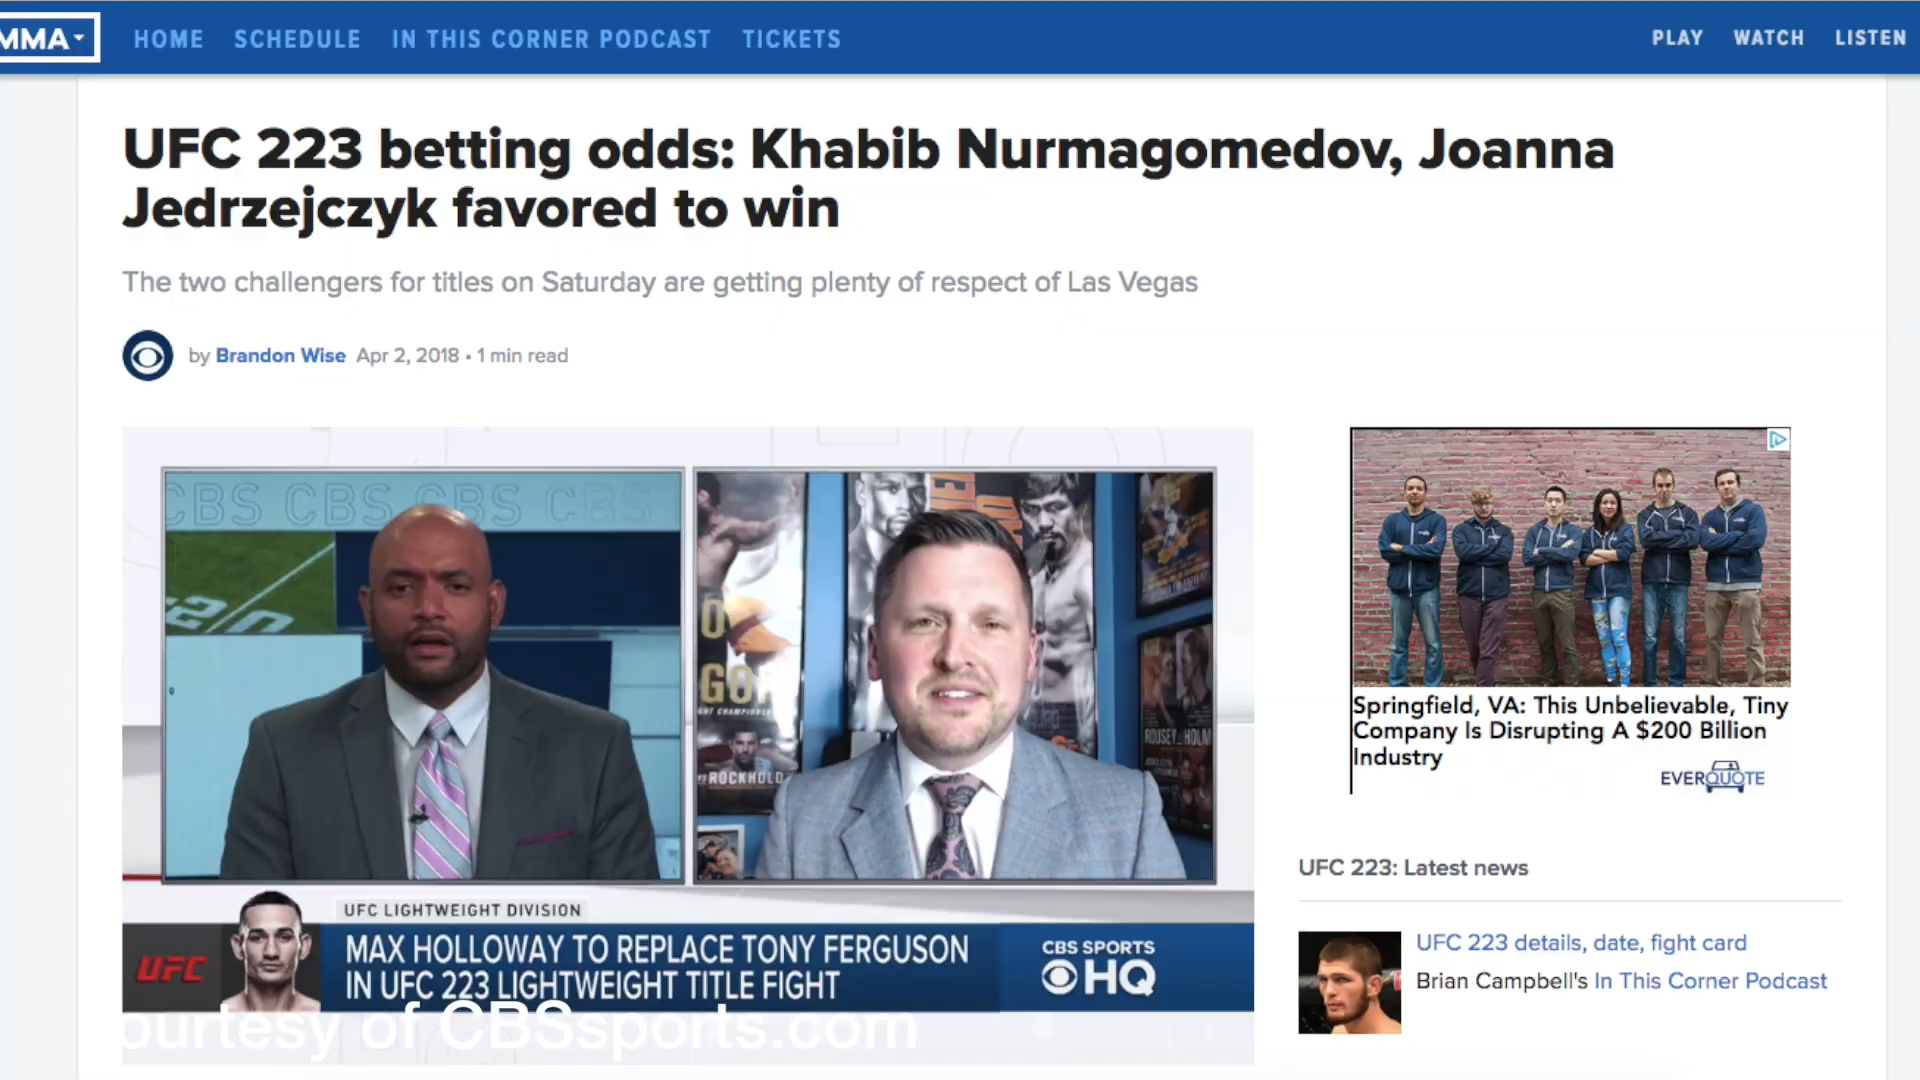 MMA
HOME
SCHEDULE
IN THIS CORNER PODCAST
TICKETS
PLAY
WATCH
LISTEN
UFC 223 betting odds: Khabib Nurmagomedov, Joanna
Jedrzejczyk favored to win
The two challengers for titles on Saturday are getting plenty of respect of Las Vegas
by Brandon Wise Apr 2, 2018 • 1 min read
CBS CBS CBS CBS
20
ROCKHOLD
ROUSEY HOLM
UFC LIGHTWEIGHT DIVISION
UFC
MAX HOLLOWAY TO REPLACE TONY FERGUSON
IN UFC 223 LIGHTWEIGHT TITLE FIGHT
CBS SPORTS
HQ
ourtesy of CBSsports.com
Springfield, VA: This Unbelievable, Tiny
Company Is Disrupting A $200 Billion
Industry
EVERQUOTE
UFC 223: Latest news
UFC 223 details, date, fight card
Brian Campbell's In This Corner Podcast